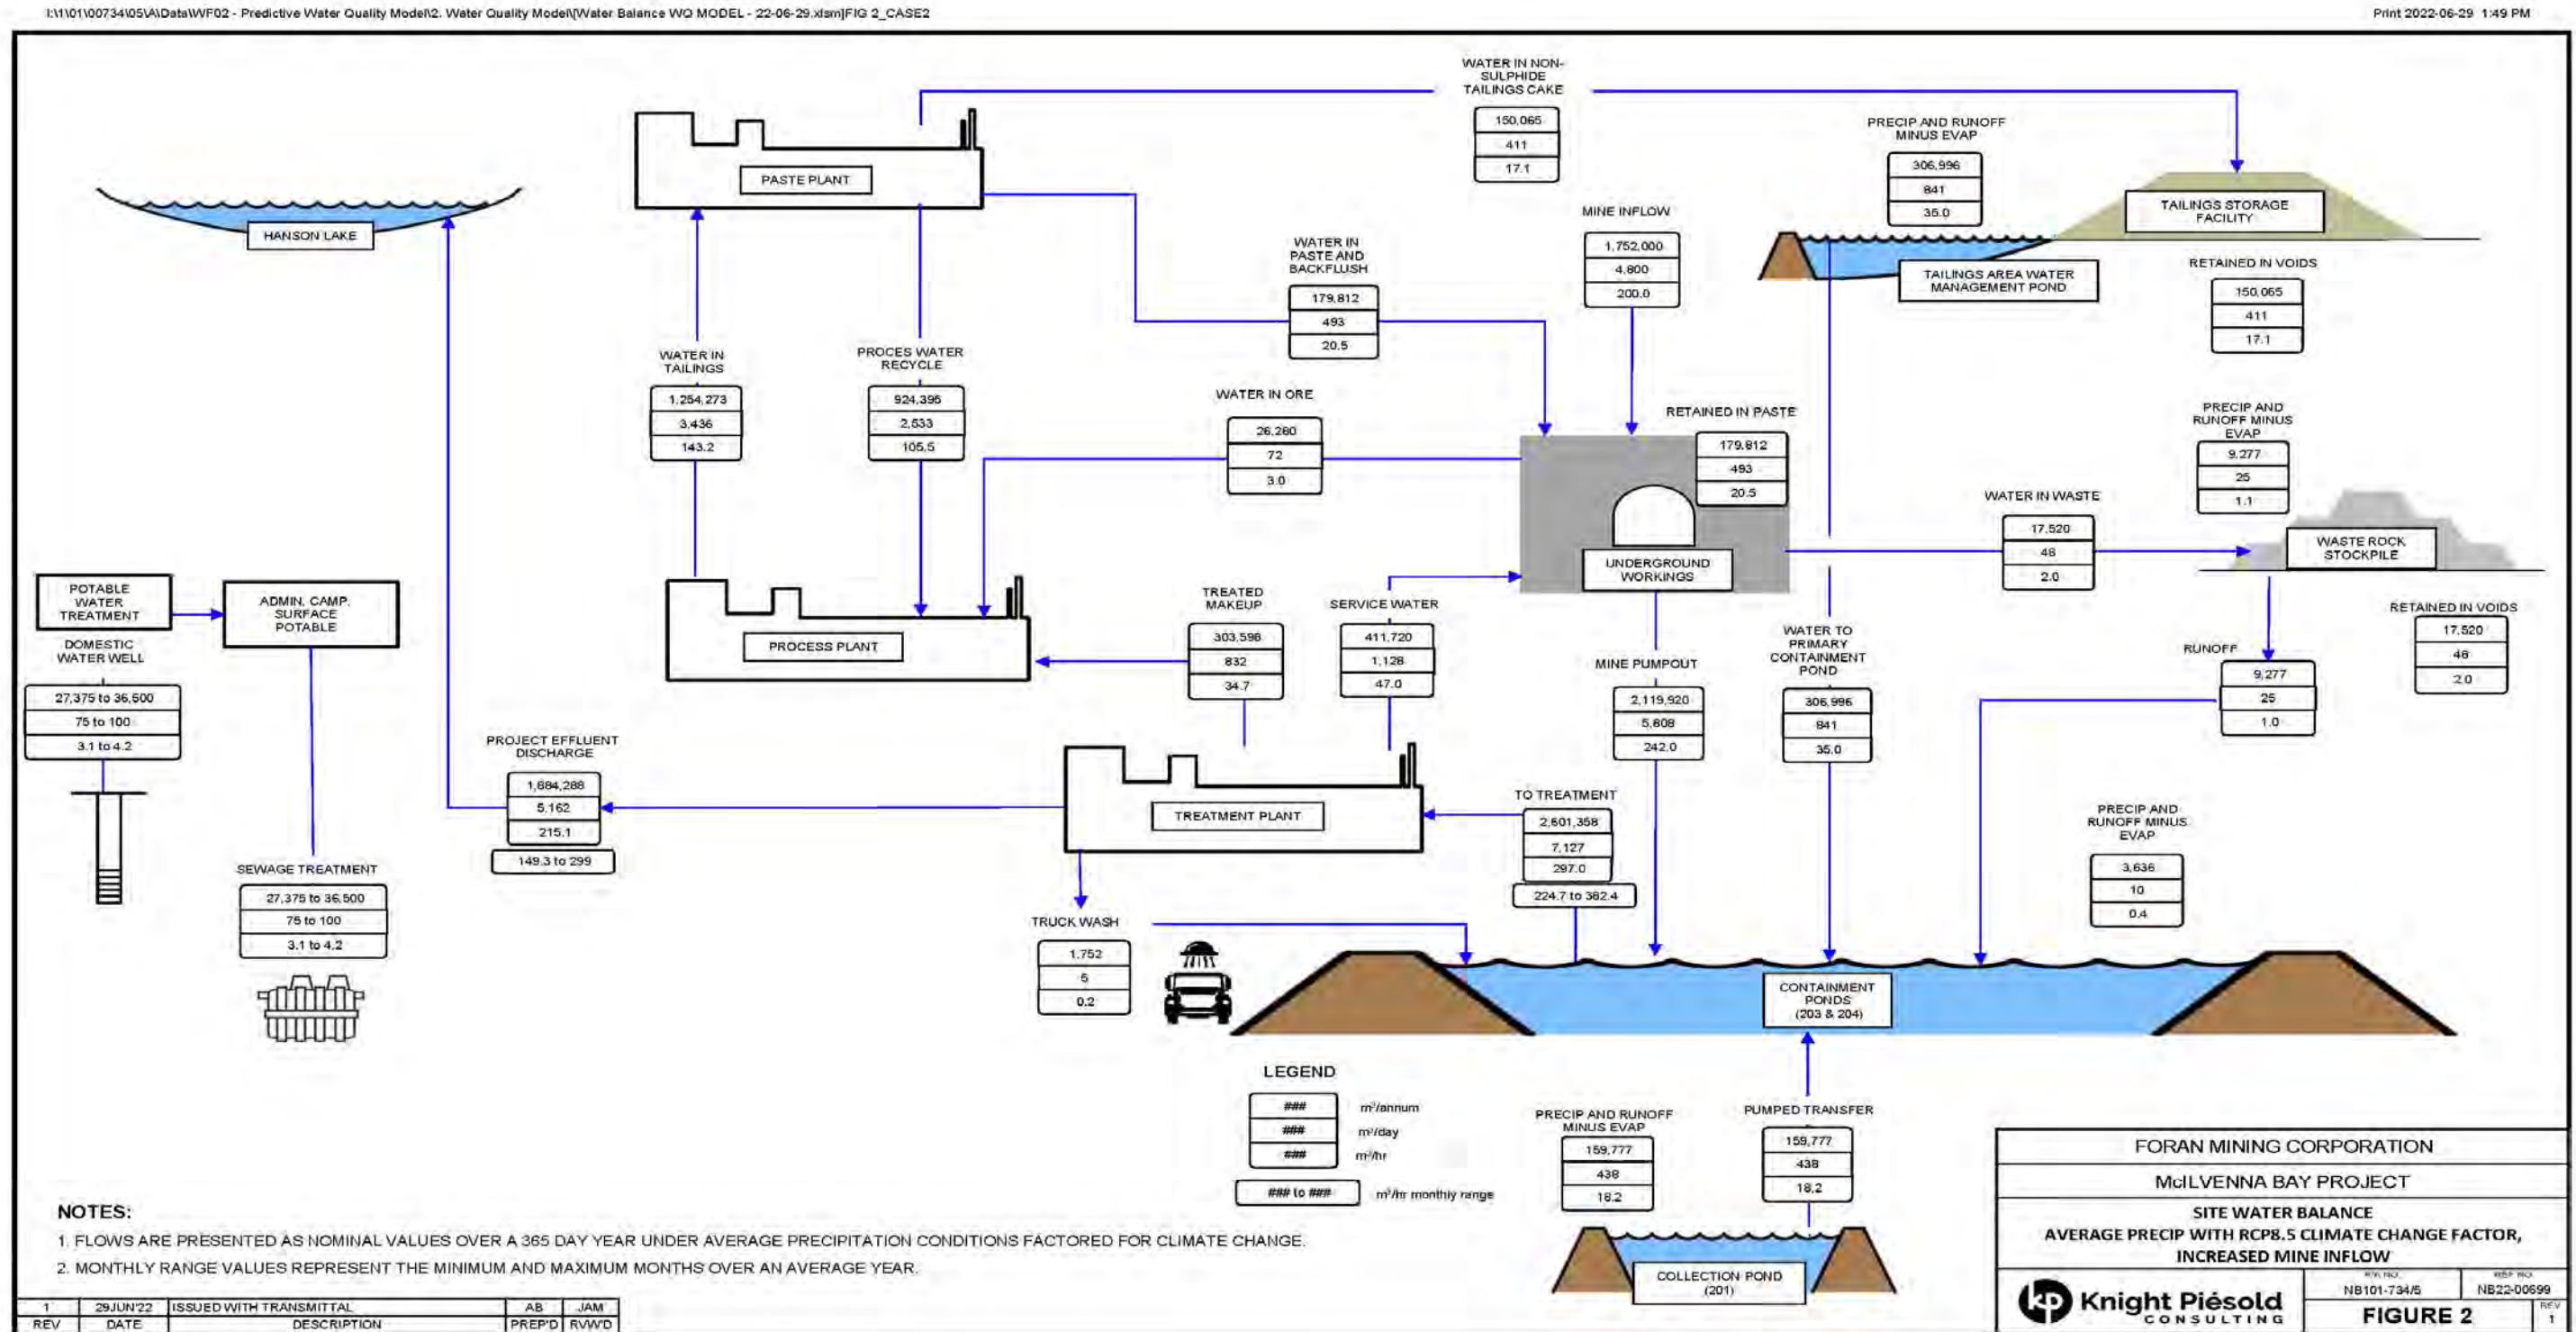 I:\1\01\00734\05\A\Data\WF02 - Predictive Water Quality Model\2. Water Quality Model\[Water Balance WQ MODEL - 22-06-29.xlsm]FIG 2_CASE2
Print 2022-06-29 1:49 PM
WATER IN NON-
SULPHIDE
TAILINGS CAKE
150,065
411
17.1
PRECIP AND RUNOFF
MINUS EVAP
306,996
841
35.0
PASTE PLANT
TAILINGS STORAGE
FACILITY
HANSON LAKE
MINE INFLOW
1,752,000
4,800
200.0
WATER IN
PASTE AND
BACKFLUSH
179,812
493
20.5
TAILINGS AREA WATER
MANAGEMENT POND
RETAINED IN VOIDS
150,065
411
17.1
WATER IN
TAILINGS
1,254,273
3,436
143.2
PROCES WATER
RECYCLE
924,395
2,533
105.5
WATER IN ORE
26,280
72
3.0
RETAINED IN PASTE
179,812
493
20.5
PRECIP AND
RUNOFF MINUS
EVAP
9,277
25
1.1
WATER IN WASTE
17,520
48
2.0
WASTE ROCK
STOCKPILE
UNDERGROUND
WORKINGS
POTABLE
WATER
TREATMENT
ADMIN, CAMP,
SURFACE
POTABLE
PROCESS PLANT
TREATED
MAKEUP
303,598
832
34.7
SERVICE WATER
411,720
1,128
47.0
MINE PUMPOUT
2,119,920
5,808
242.0
WATER TO
PRIMARY
CONTAINMENT
POND
306,996
841
35.0
RETAINED IN VOIDS
17,520
48
2.0
RUNOFF
9,277
25
1.0
DOMESTIC
WATER WELL
27,375 to 36,500
75 to 100
3.1 to 4.2
PROJECT EFFLUENT
DISCHARGE
1,884,288
5,162
215.1
149.3 to 299
TREATMENT PLANT
TO TREATMENT
2,601,358
7,127
297.0
224.7 to 382.4
PRECIP AND
RUNOFF MINUS
EVAP
3,636
10
0.4
SEWAGE TREATMENT
27,375 to 36,500
75 to 100
3.1 to 4.2
TRUCK WASH
1,752
5
0.2
CONTAINMENT
PONDS
(203 & 204)
LEGEND
### m³/annum
### m³/day
### m³/hr
### to ### m³/hr monthly range
PRECIP AND RUNOFF
MINUS EVAP
159,777
438
18.2
PUMPED TRANSFER
159,777
438
18.2
COLLECTION POND
(201)
NOTES:
1. FLOWS ARE PRESENTED AS NOMINAL VALUES OVER A 365 DAY YEAR UNDER AVERAGE PRECIPITATION CONDITIONS FACTORED FOR CLIMATE CHANGE.
2. MONTHLY RANGE VALUES REPRESENT THE MINIMUM AND MAXIMUM MONTHS OVER AN AVERAGE YEAR.
1 29JUN'22 ISSUED WITH TRANSMITTAL AB JAM
REV DATE DESCRIPTION PREP'D RVW'D
FORAN MINING CORPORATION
McILVENNA BAY PROJECT
SITE WATER BALANCE
AVERAGE PRECIP WITH RCP8.5 CLIMATE CHANGE FACTOR,
INCREASED MINE INFLOW
kp Knight Piésold
CONSULTING
P/A NO.
NB101-734/5
REF NO.
NB22-00699
FIGURE 2
REV
1